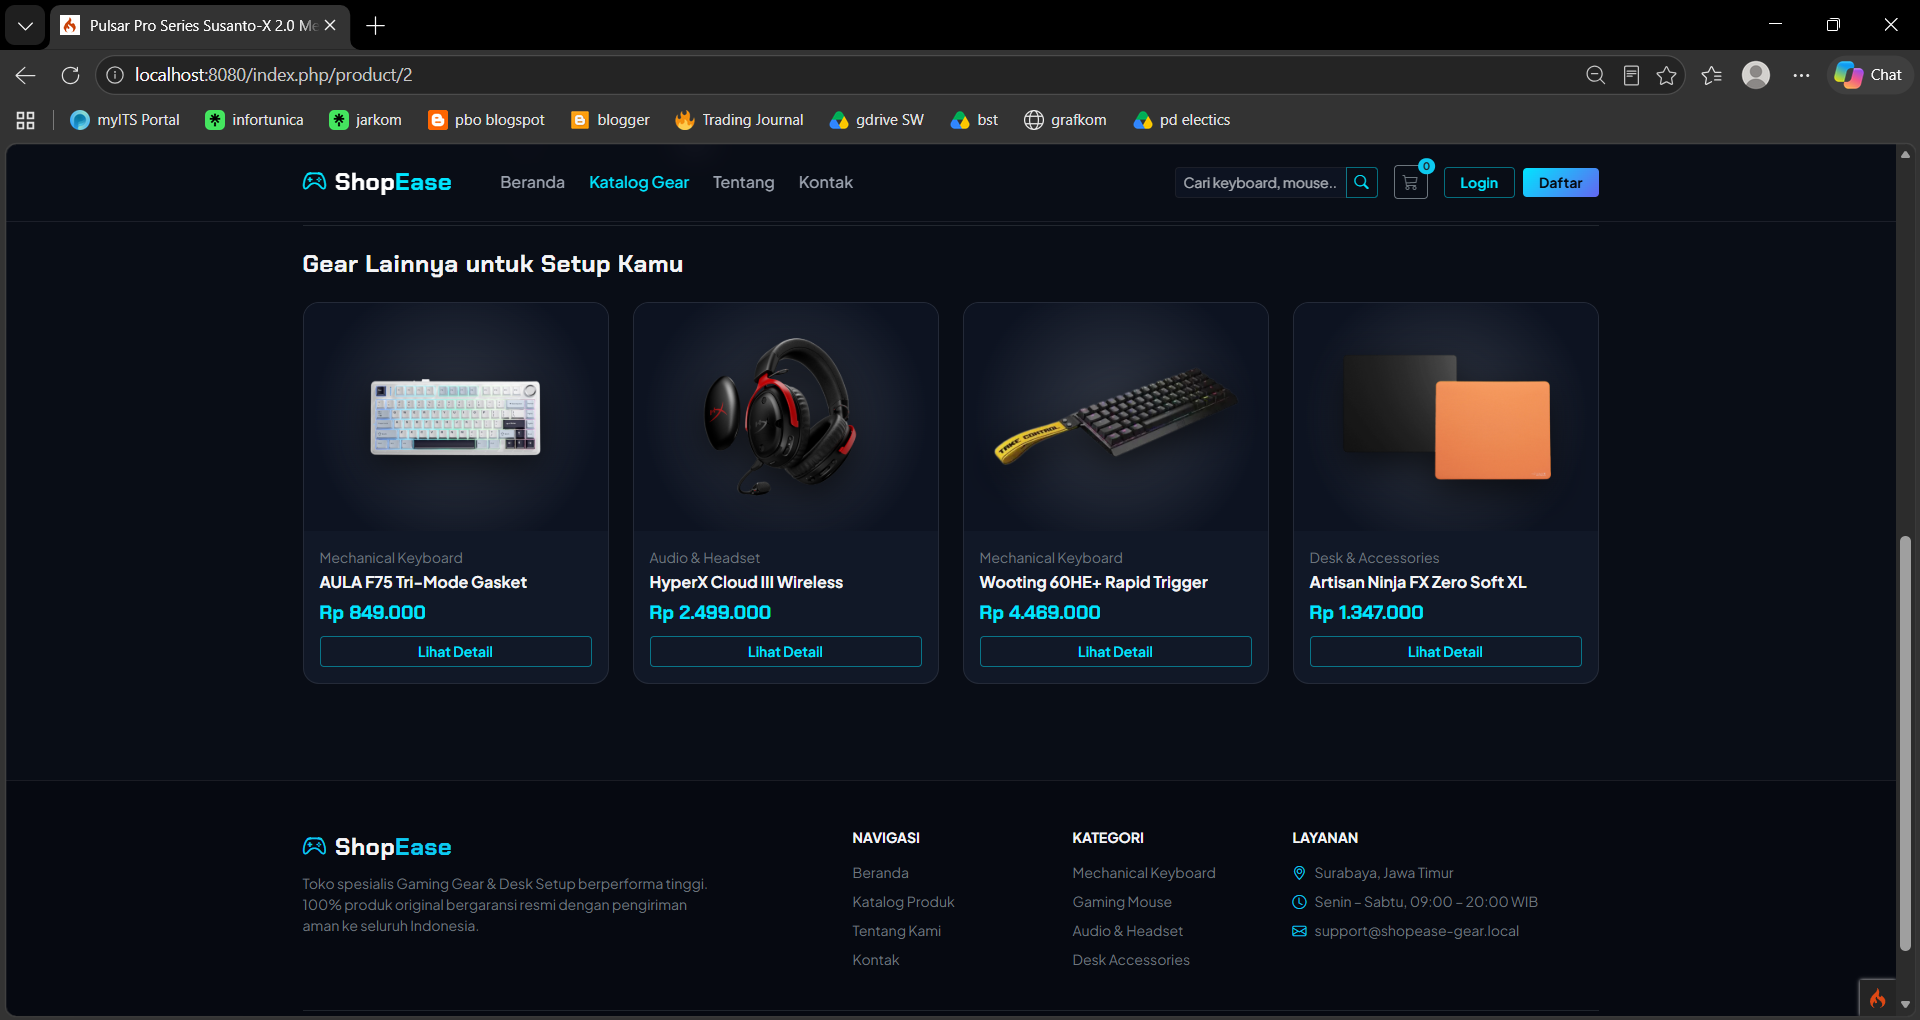 Pulsar Pro Series Susanto-X 2.0 Me
localhost:8080/index.php/product/2
Chat
myITS Portal
infortunica
jarkom
pbo blogspot
blogger
Trading Journal
gdrive SW
bst
grafkom
pd electics
ShopEase
Beranda
Katalog Gear
Tentang
Kontak
Cari keyboard, mouse..
0
Login
Daftar
Gear Lainnya untuk Setup Kamu
TAKE CONTROL
Mechanical Keyboard
AULA F75 Tri-Mode Gasket
Rp 849.000
Lihat Detail
Audio & Headset
HyperX Cloud III Wireless
Rp 2.499.000
Lihat Detail
Mechanical Keyboard
Wooting 60HE+ Rapid Trigger
Rp 4.469.000
Lihat Detail
Desk & Accessories
Artisan Ninja FX Zero Soft XL
Rp 1.347.000
Lihat Detail
ShopEase
Toko spesialis Gaming Gear & Desk Setup berperforma tinggi.
100% produk original bergaransi resmi dengan pengiriman
aman ke seluruh Indonesia.
NAVIGASI
Beranda
Katalog Produk
Tentang Kami
Kontak
KATEGORI
Mechanical Keyboard
Gaming Mouse
Audio & Headset
Desk Accessories
LAYANAN
Surabaya, Jawa Timur
Senin – Sabtu, 09:00 – 20:00 WIB
support@shopease-gear.local